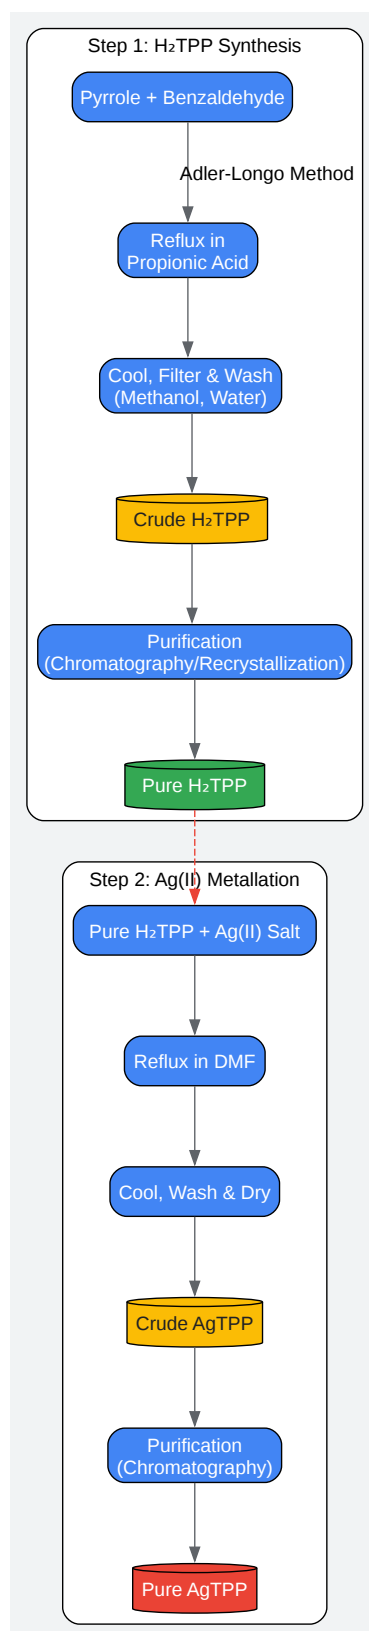 Step 1: H₂TPP Synthesis
Pyrrole + Benzaldehyde
Adler-Longo Method
Reflux in
Propionic Acid
Cool, Filter & Wash
(Methanol, Water)
Crude H₂TPP
Purification
(Chromatography/Recrystallization)
Pure H₂TPP
Step 2: Ag(II) Metallation
Pure H₂TPP + Ag(II) Salt
Reflux in DMF
Cool, Wash & Dry
Crude AgTPP
Purification
(Chromatography)
Pure AgTPP